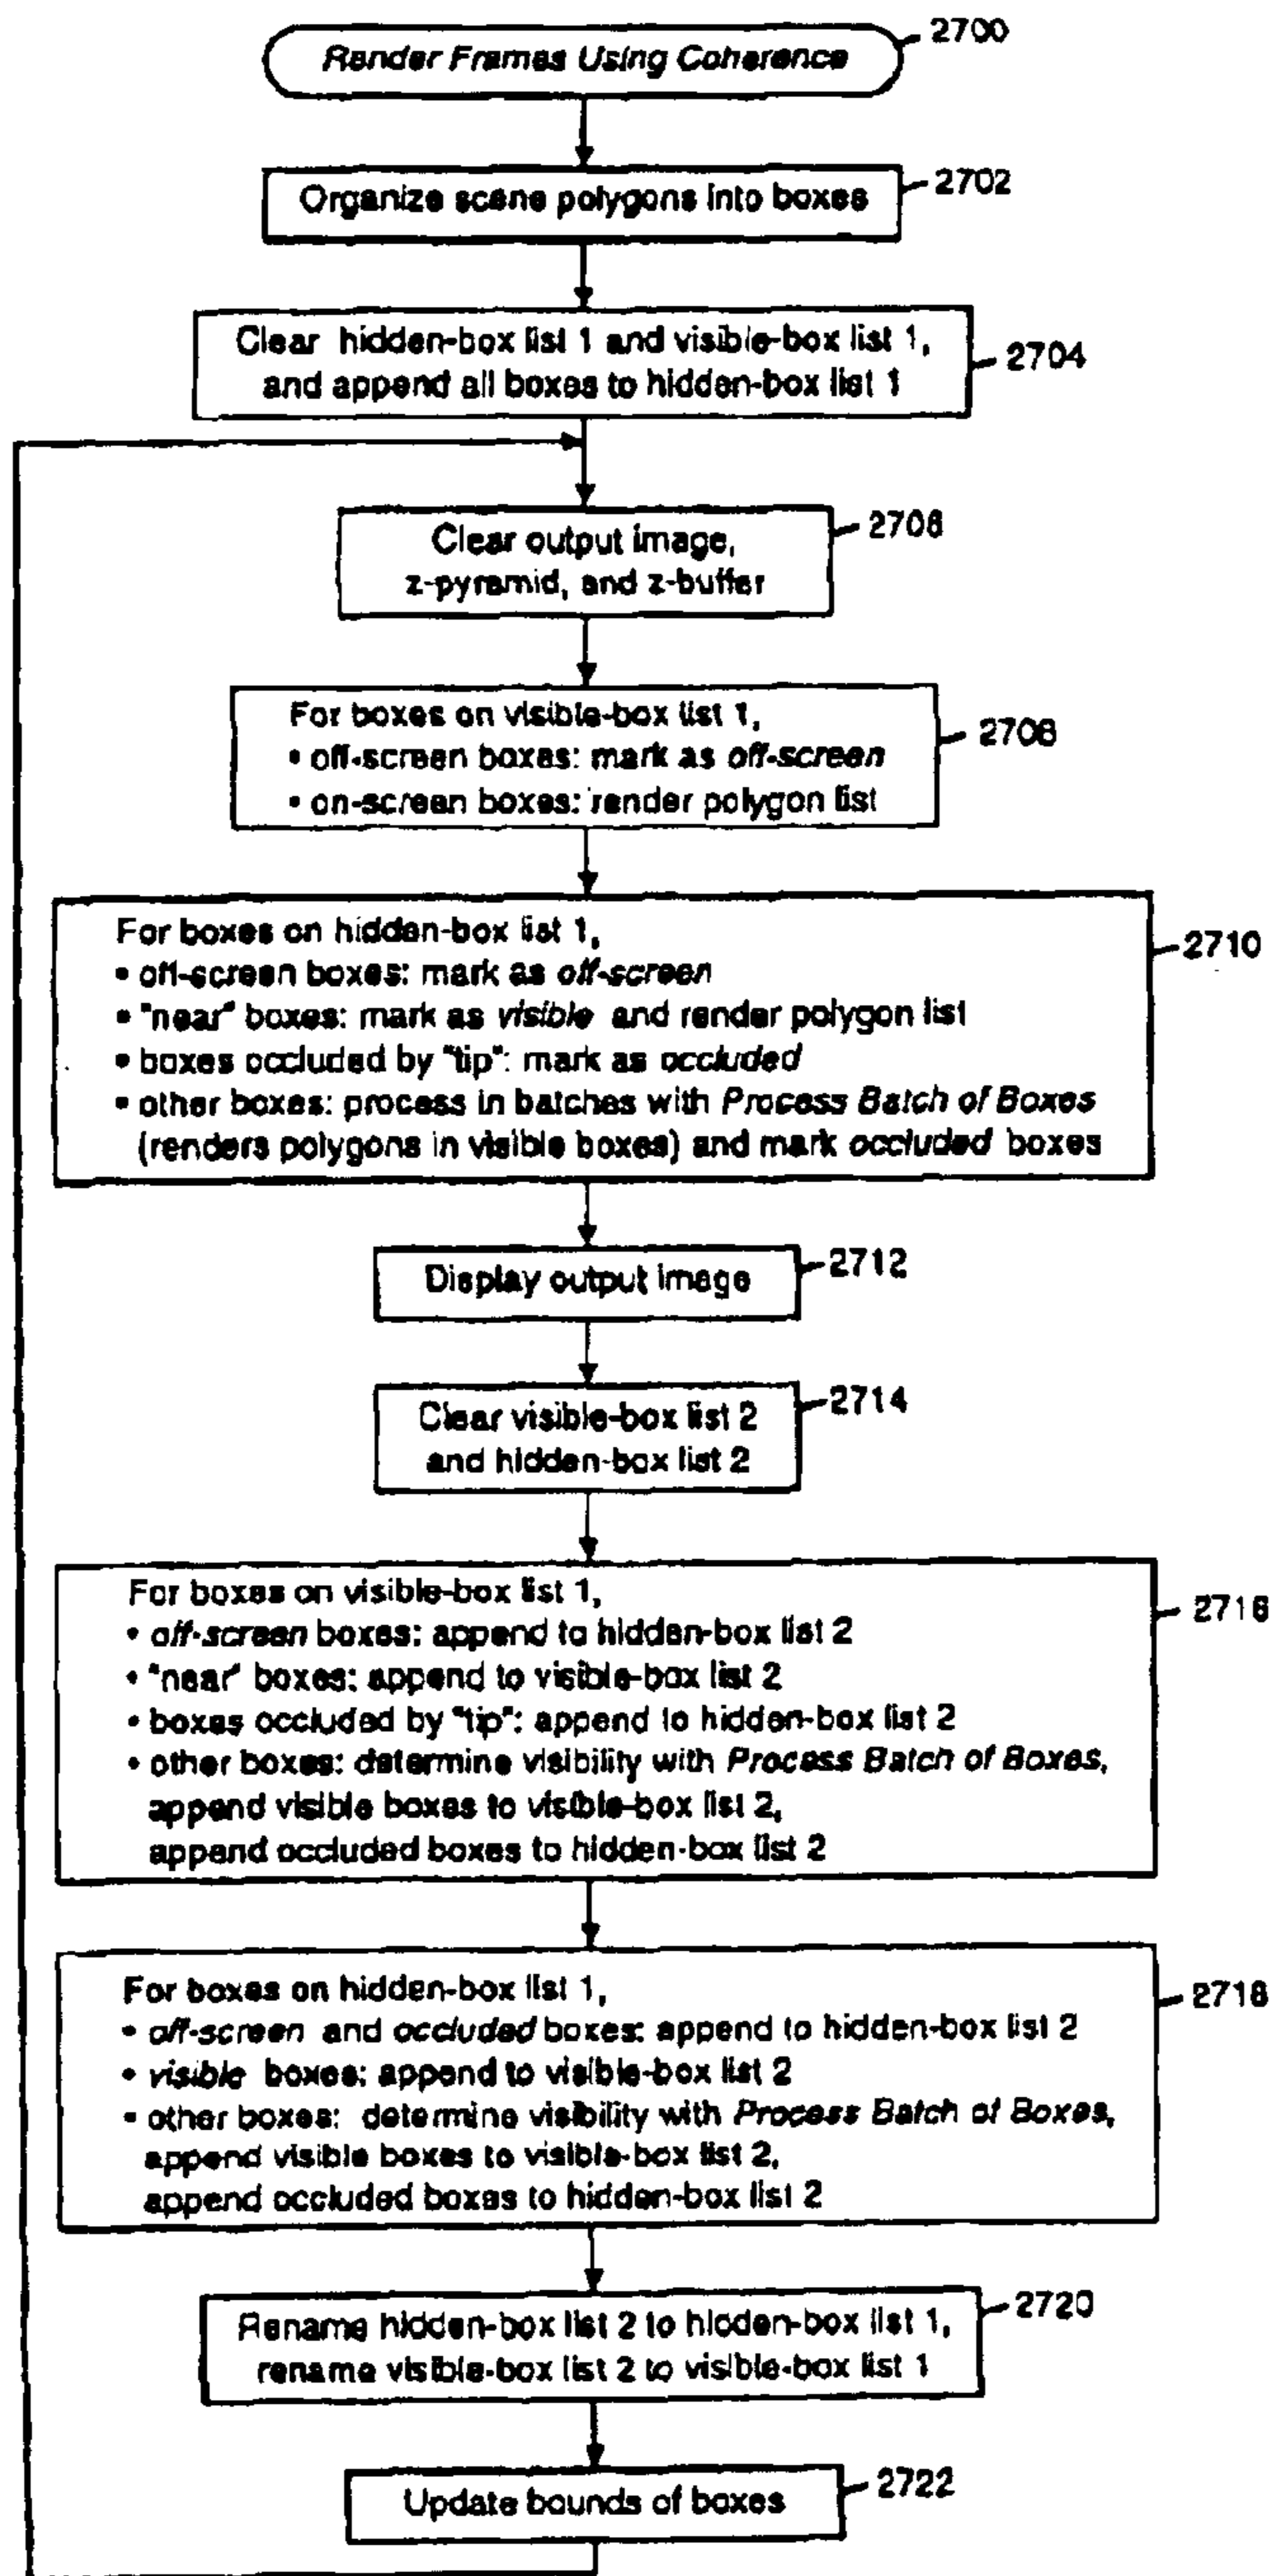 Render Frames Using Coherence
2700
Organize scene polygons into boxes
2702
Clear hidden-box list 1 and visible-box list 1,
and append all boxes to hidden-box list 1
2704
Clear output image,
z-pyramid, and z-buffer
2706
For boxes on visible-box list 1,
• off-screen boxes: mark as off-screen
• on-screen boxes: render polygon list
2708
For boxes on hidden-box list 1,
• off-screen boxes: mark as off-screen
• "near" boxes: mark as visible and render polygon list
• boxes occluded by "tip": mark as occluded
• other boxes: process in batches with Process Batch of Boxes
(renders polygons in visible boxes) and mark occluded boxes
2710
Display output image
2712
Clear visible-box list 2
and hidden-box list 2
2714
For boxes on visible-box list 1,
• off-screen boxes: append to hidden-box list 2
• "near" boxes: append to visible-box list 2
• boxes occluded by "tip": append to hidden-box list 2
• other boxes: determine visibility with Process Batch of Boxes,
append visible boxes to visible-box list 2,
append occluded boxes to hidden-box list 2
2716
For boxes on hidden-box list 1,
• off-screen and occluded boxes: append to hidden-box list 2
• visible boxes: append to visible-box list 2
• other boxes: determine visibility with Process Batch of Boxes,
append visible boxes to visible-box list 2,
append occluded boxes to hidden-box list 2
2718
Rename hidden-box list 2 to hidden-box list 1,
rename visible-box list 2 to visible-box list 1
2720
Update bounds of boxes
2722